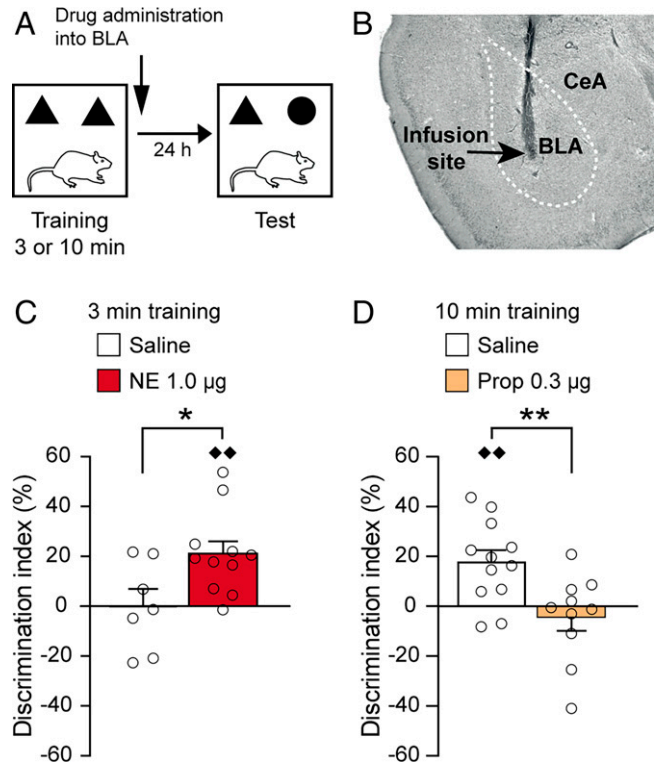 A
Drug administration
into BLA
24 h
Training
3 or 10 min
Test
B
CeA
Infusion
site
BLA
C
3 min training
Saline
NE 1.0 µg
*
Discrimination index (%)
60
40
20
0
-20
-40
-60
D
10 min training
Saline
Prop 0.3 µg
**
Discrimination index (%)
60
40
20
0
-20
-40
-60